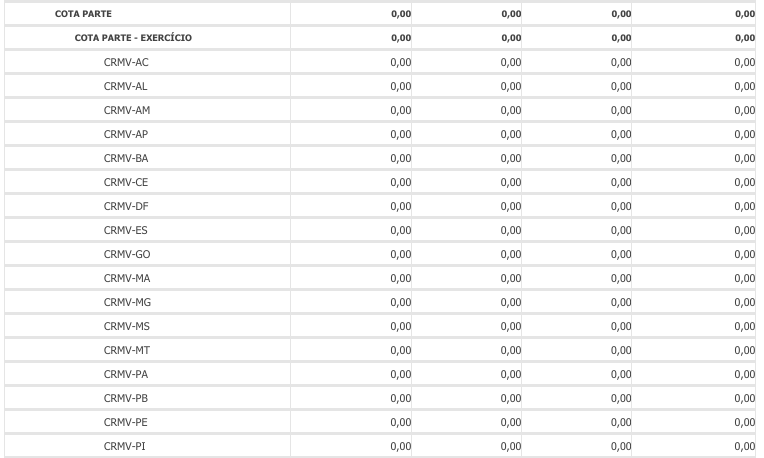 COTA PARTE 0,00 0,00 0,00 0,00
COTA PARTE - EXERCÍCIO 0,00 0,00 0,00 0,00
CRMV-AC 0,00 0,00 0,00 0,00
CRMV-AL 0,00 0,00 0,00 0,00
CRMV-AM 0,00 0,00 0,00 0,00
CRMV-AP 0,00 0,00 0,00 0,00
CRMV-BA 0,00 0,00 0,00 0,00
CRMV-CE 0,00 0,00 0,00 0,00
CRMV-DF 0,00 0,00 0,00 0,00
CRMV-ES 0,00 0,00 0,00 0,00
CRMV-GO 0,00 0,00 0,00 0,00
CRMV-MA 0,00 0,00 0,00 0,00
CRMV-MG 0,00 0,00 0,00 0,00
CRMV-MS 0,00 0,00 0,00 0,00
CRMV-MT 0,00 0,00 0,00 0,00
CRMV-PA 0,00 0,00 0,00 0,00
CRMV-PB 0,00 0,00 0,00 0,00
CRMV-PE 0,00 0,00 0,00 0,00
CRMV-PI 0,00 0,00 0,00 0,00